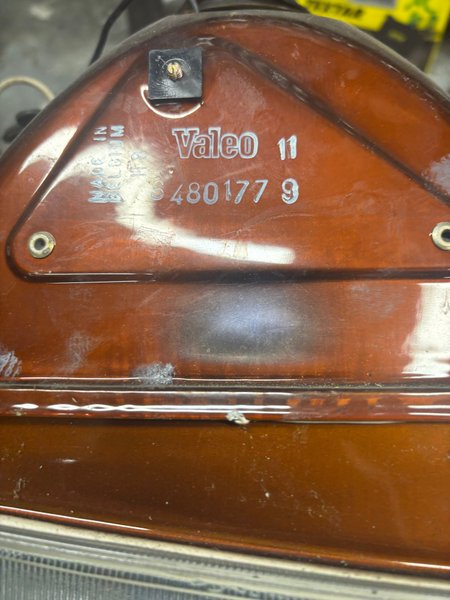 Valeo 11
480177 9
MADE IN
BELGIUM